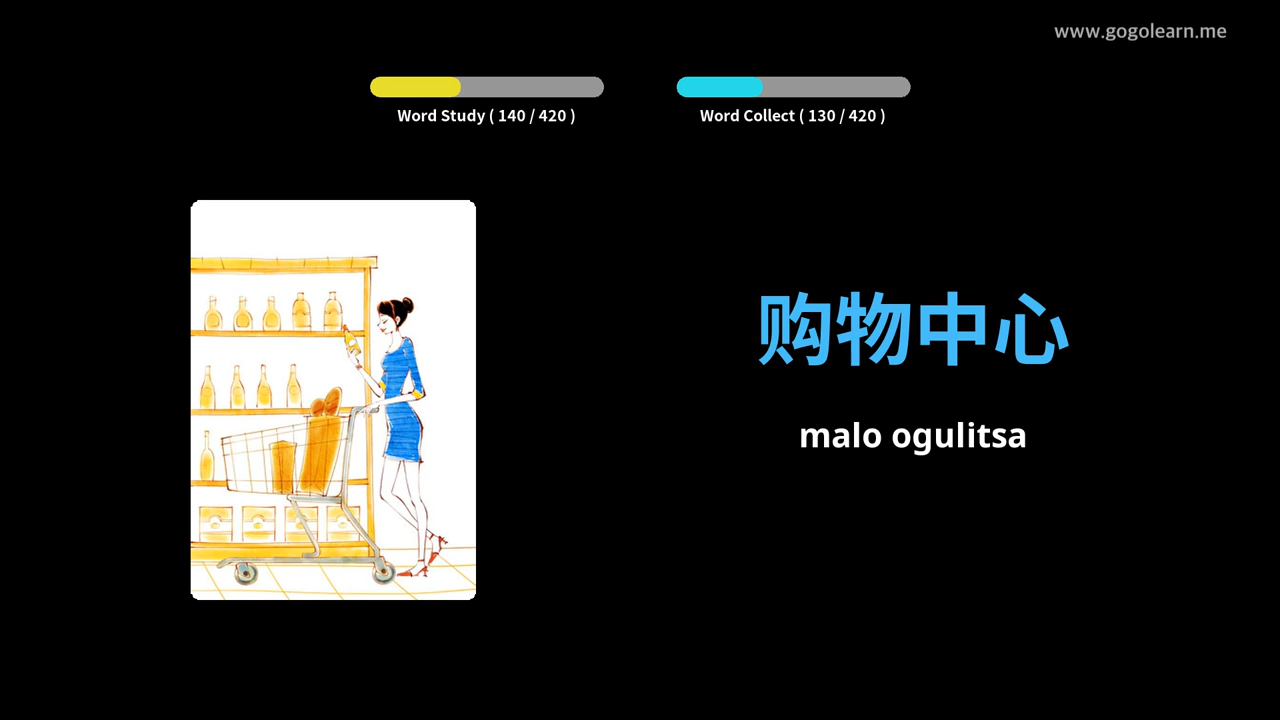 www.gogolearn.me
Word Study ( 140 / 420 )
Word Collect ( 130 / 420 )
购物中心
malo ogulitsa